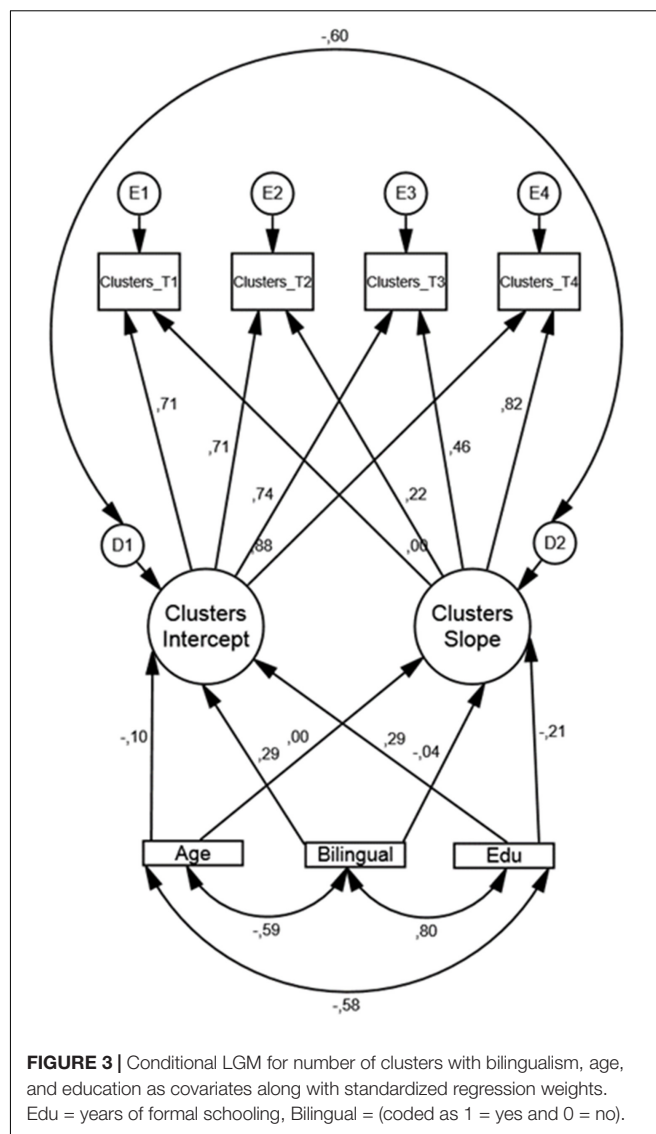 -,60
E1 E2 E3 E4
Clusters_T1 Clusters_T2 Clusters_T3 Clusters_T4
,71 ,82
,71 ,46
,74 ,22
,88 ,00
D1 D2
Clusters
Intercept
Clusters
Slope
-,10 ,29 ,00 ,29 -,04 -,21
Age Bilingual Edu
-,59 ,80
-,58
FIGURE 3 | Conditional LGM for number of clusters with bilingualism, age,
and education as covariates along with standardized regression weights.
Edu = years of formal schooling, Bilingual = (coded as 1 = yes and 0 = no).